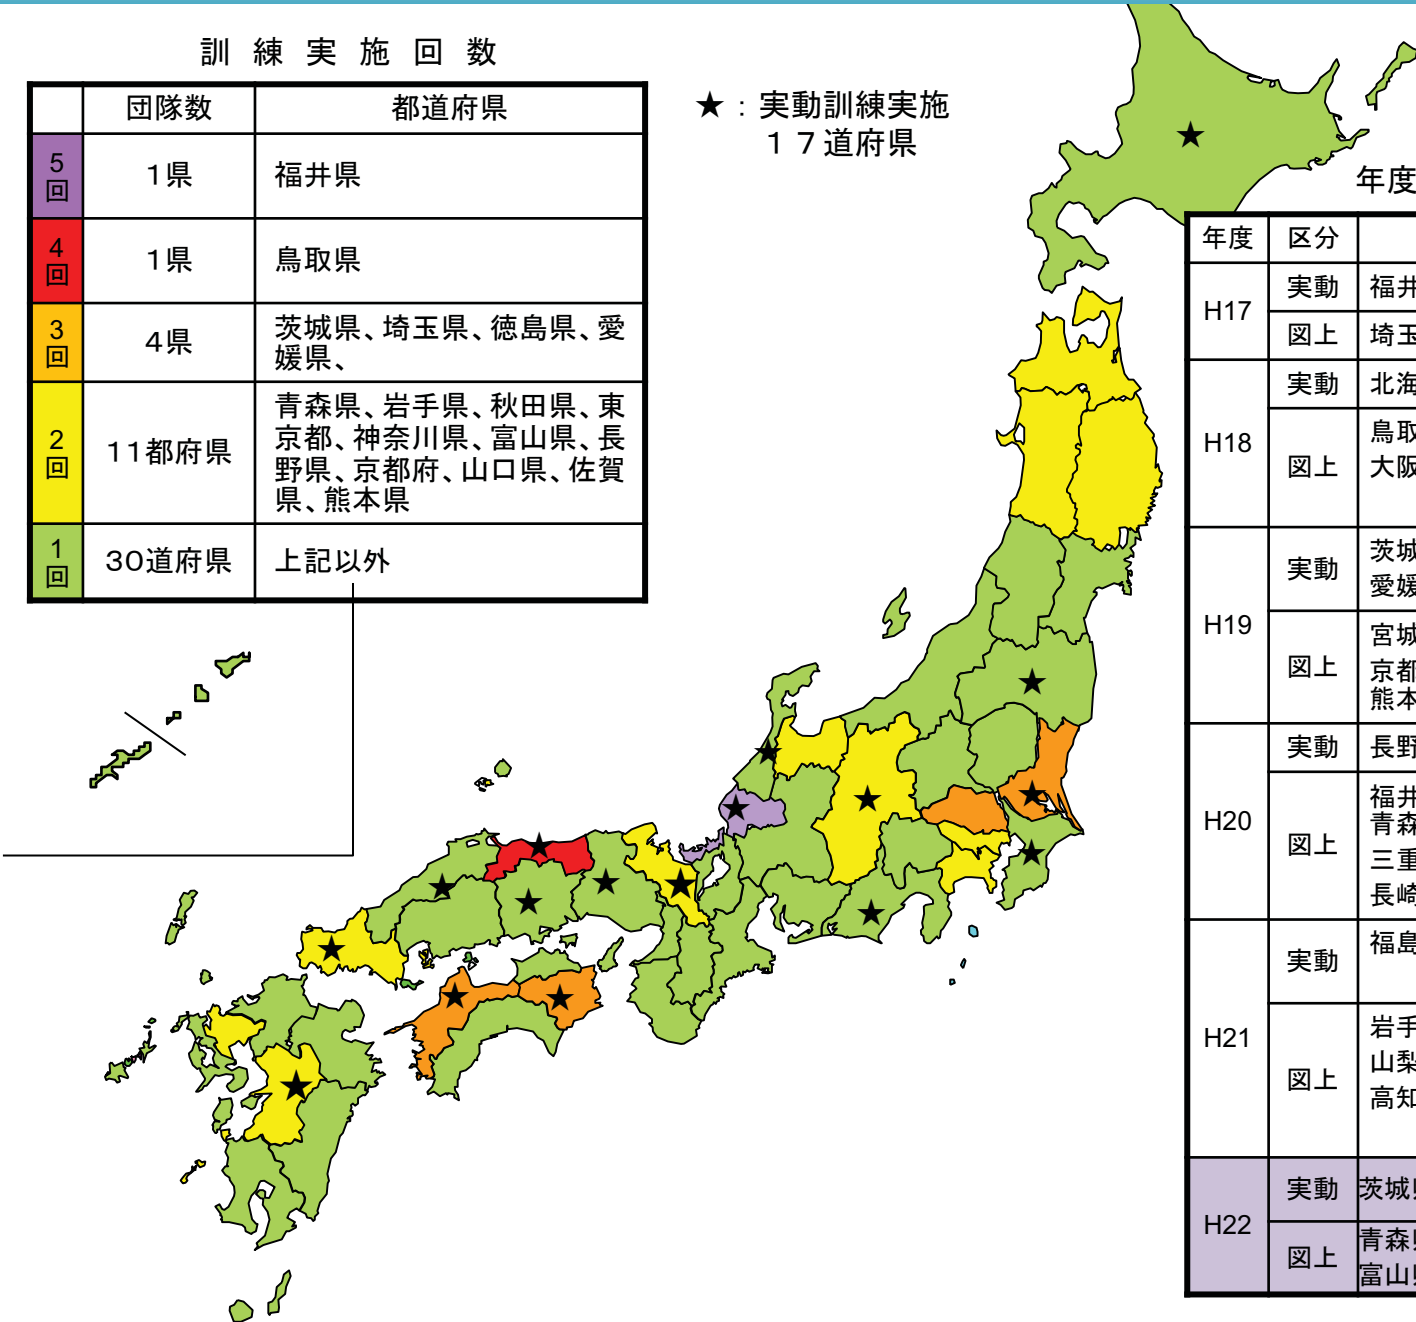 訓練実施回数
団隊数 都道府県
5回 1県 福井県
4回 1県 鳥取県
3回 4県 茨城県、埼玉県、徳島県、愛
媛県、
2回 11都府県 青森県、岩手県、秋田県、東
京都、神奈川県、富山県、長
野県、京都府、山口県、佐賀
県、熊本県
1回 30道府県 上記以外
★：実動訓練実施
17道府県
年度
年度 区分
H17 実動 福井
図上 埼玉
H18 実動 北海
図上 鳥取
大阪
H19 実動 茨城
愛媛
図上 宮城
京都
熊本
H20 実動 長野
図上 福井
青森
三重
長崎
H21 実動 福島
図上 岩手
山梨
高知
H22 実動 茨城県
図上 青森県
富山県